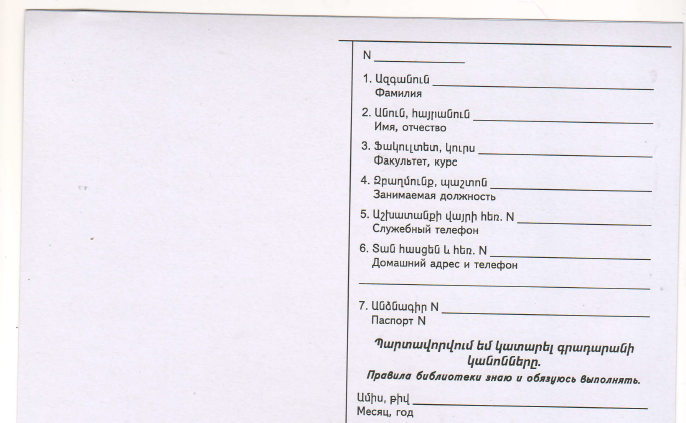 N
1. Ազգանուն
Фамилия
2. Անուն, հայրանուն
Имя, отчество
3. Ֆակուլտետ, կուրս
Факультет, курс
4. Զբաղմունք, պաշտոն
Занимаемая должность
5. Աշխատանքի վայրի հեռ. N
Служебный телефон
6. Տան հասցեն և հեռ. N
Домашний адрес и телефон
7. Անձնագիր N
Паспорт N
Պարտավորվում եմ կատարել գրադարանի
կանոնները.
Правила библиотеки знаю и обязуюсь выполнять.
Ամիս, թիվ
Месяц, год